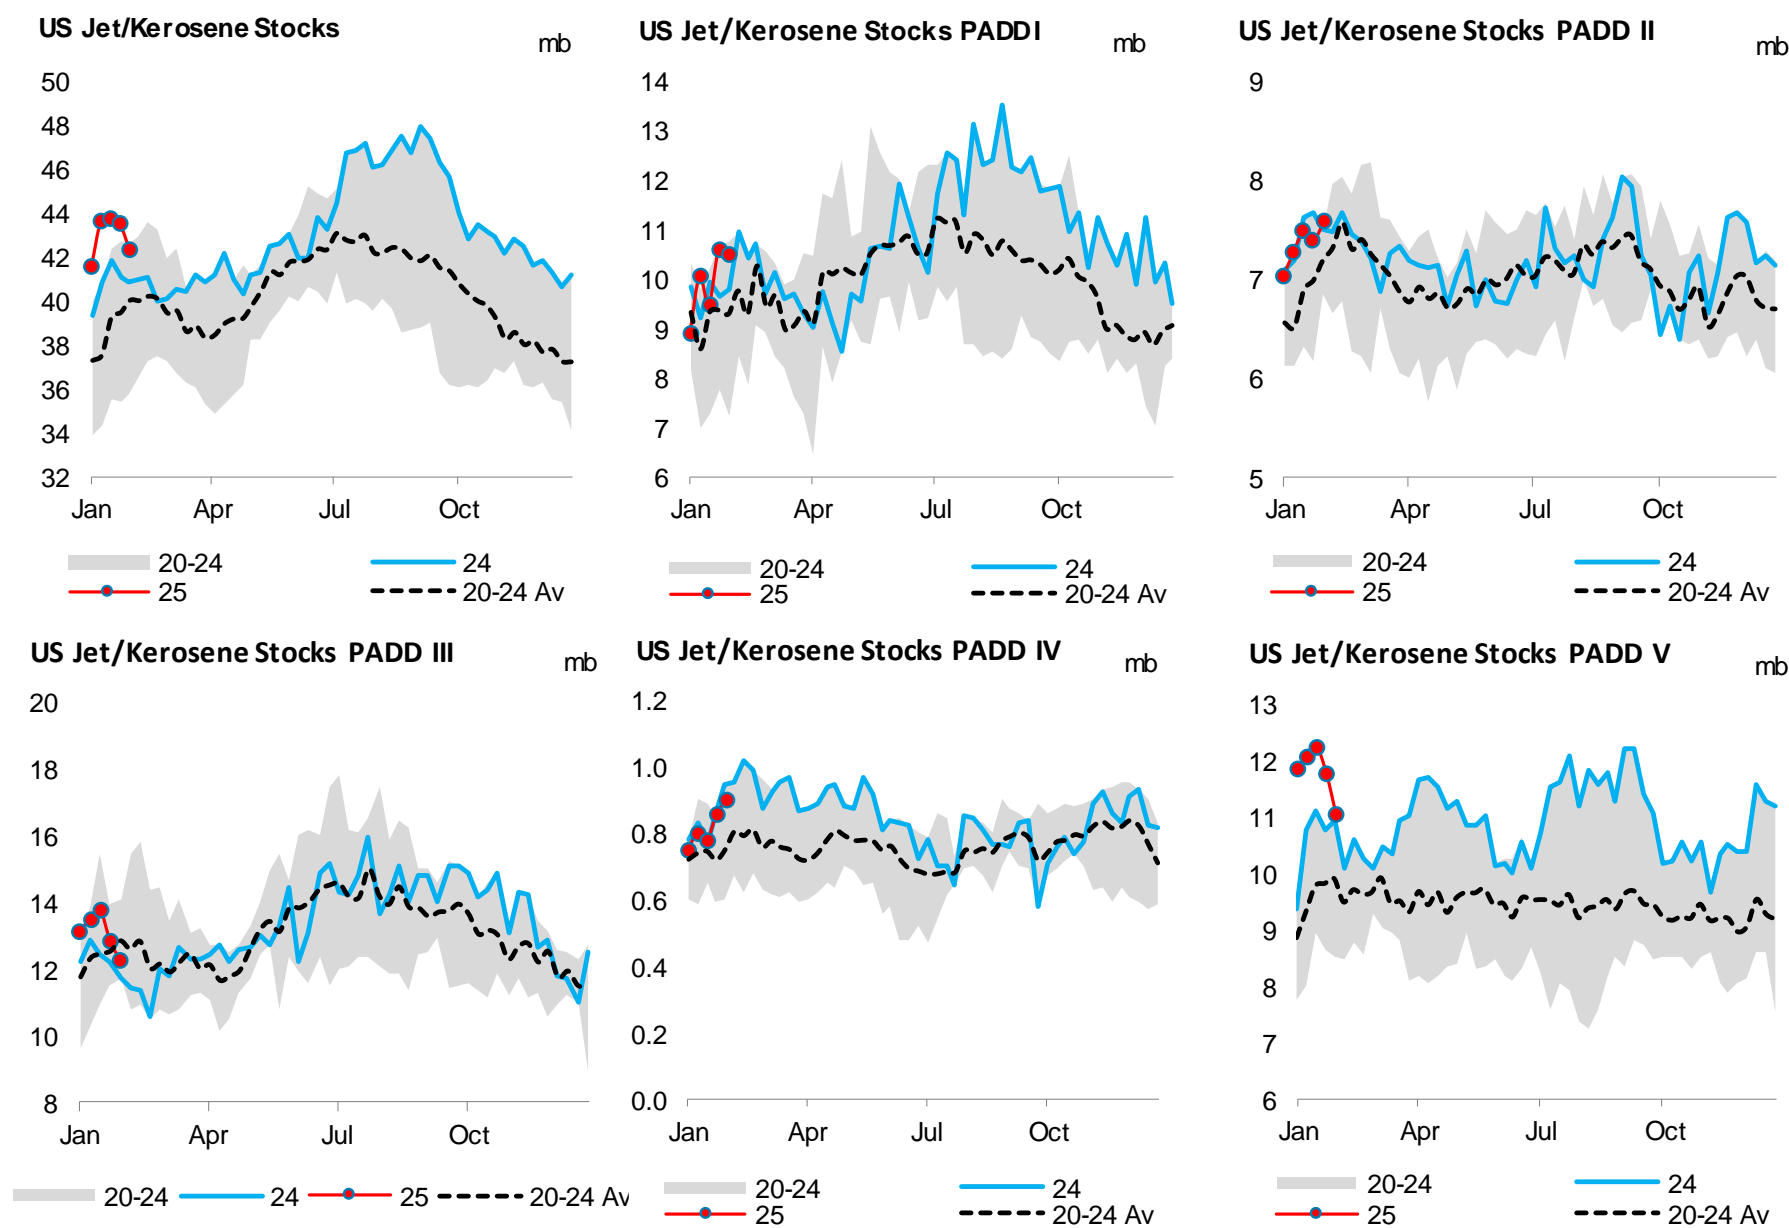 US Jet/Kerosene Stocks
mb
50
48
46
44
42
40
38
36
34
32
Jan Apr Jul Oct
20-24 24
25 20-24 Av
US Jet/Kerosene Stocks PADD I
mb
14
13
12
11
10
9
8
7
6
Jan Apr Jul Oct
20-24 24
25 20-24 Av
US Jet/Kerosene Stocks PADD II
mb
9
8
7
6
5
Jan Apr Jul Oct
20-24 24
25 20-24 Av
US Jet/Kerosene Stocks PADD III
mb
20
18
16
14
12
10
8
Jan Apr Jul Oct
20-24 24 25 20-24 Av
US Jet/Kerosene Stocks PADD IV
mb
1.2
1.0
0.8
0.6
0.4
0.2
0.0
Jan Apr Jul Oct
20-24 24
25 20-24 Av
US Jet/Kerosene Stocks PADD V
mb
13
12
11
10
9
8
7
6
Jan Apr Jul Oct
20-24 24
25 20-24 Av